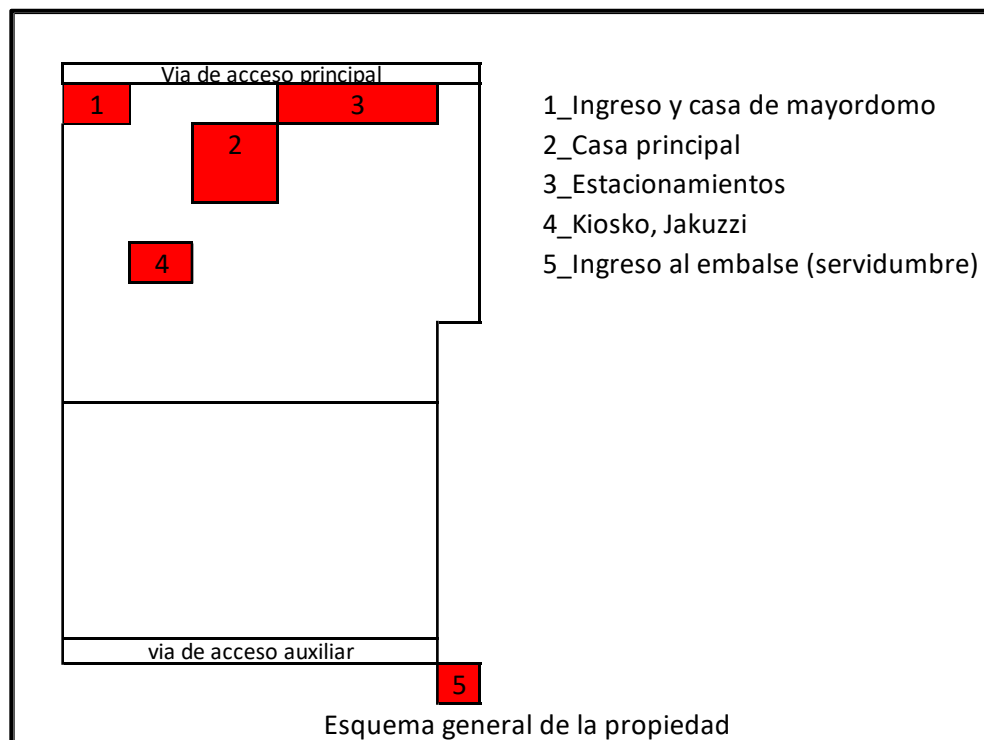 Via de acceso principal
1
3
2
4
1_Ingreso y casa de mayordomo
2_Casa principal
3_Estacionamientos
4_Kiosko, Jakuzzi
5_Ingreso al embalse (servidumbre)
via de acceso auxiliar
5
Esquema general de la propiedad